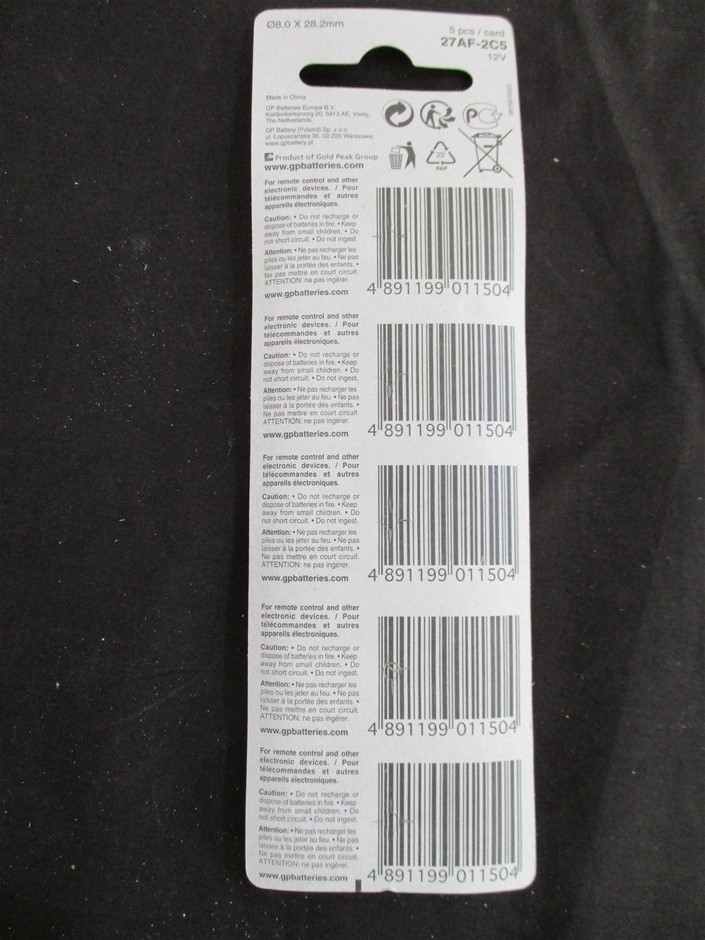 Ø8.0 X 28.2mm
5 pcs / card
27AF-2C5
12V
Made in China
GP Batteries Europe B.V.
The Netherlands
GP Battery (Poland) Sp. z o.o.
ul. Łopuszańska 36, 02-220 Warszawa
www.gpbattery.pl
Product of Gold Peak Group
www.gpbatteries.com
PAP
For remote control and other
electronic devices. / Pour
télécommandes et autres
appareils électroniques.
Caution: • Do not recharge or
dispose of batteries in fire. • Keep
away from small children. • Do
not short circuit. • Do not ingest.
Attention: • Ne pas recharger les
piles ou les jeter au feu. • Ne pas
laisser à la portée des enfants. •
Ne pas mettre en court circuit.
ATTENTION: ne pas ingérer.
www.gpbatteries.com
4 891199 011504
For remote control and other
electronic devices. / Pour
télécommandes et autres
appareils électroniques.
Caution: • Do not recharge or
dispose of batteries in fire. • Keep
away from small children. • Do
not short circuit. • Do not ingest.
Attention: • Ne pas recharger les
piles ou les jeter au feu. • Ne pas
laisser à la portée des enfants. •
Ne pas mettre en court circuit.
ATTENTION: ne pas ingérer.
www.gpbatteries.com
4 891199 011504
For remote control and other
electronic devices. / Pour
télécommandes et autres
appareils électroniques.
Caution: • Do not recharge or
dispose of batteries in fire. • Keep
away from small children. • Do
not short circuit. • Do not ingest.
Attention: • Ne pas recharger les
piles ou les jeter au feu. • Ne pas
laisser à la portée des enfants. •
Ne pas mettre en court circuit.
ATTENTION: ne pas ingérer.
www.gpbatteries.com
4 891199 011504
For remote control and other
electronic devices. / Pour
télécommandes et autres
appareils électroniques.
Caution: • Do not recharge or
dispose of batteries in fire. • Keep
away from small children. • Do
not short circuit. • Do not ingest.
Attention: • Ne pas recharger les
piles ou les jeter au feu. • Ne pas
laisser à la portée des enfants. •
Ne pas mettre en court circuit.
ATTENTION: ne pas ingérer.
www.gpbatteries.com
4 891199 011504
For remote control and other
electronic devices. / Pour
télécommandes et autres
appareils électroniques.
Caution: • Do not recharge or
dispose of batteries in fire. • Keep
away from small children. • Do
not short circuit. • Do not ingest.
Attention: • Ne pas recharger les
piles ou les jeter au feu. • Ne pas
laisser à la portée des enfants. •
Ne pas mettre en court circuit.
ATTENTION: ne pas ingérer.
www.gpbatteries.com
4 891199 011504